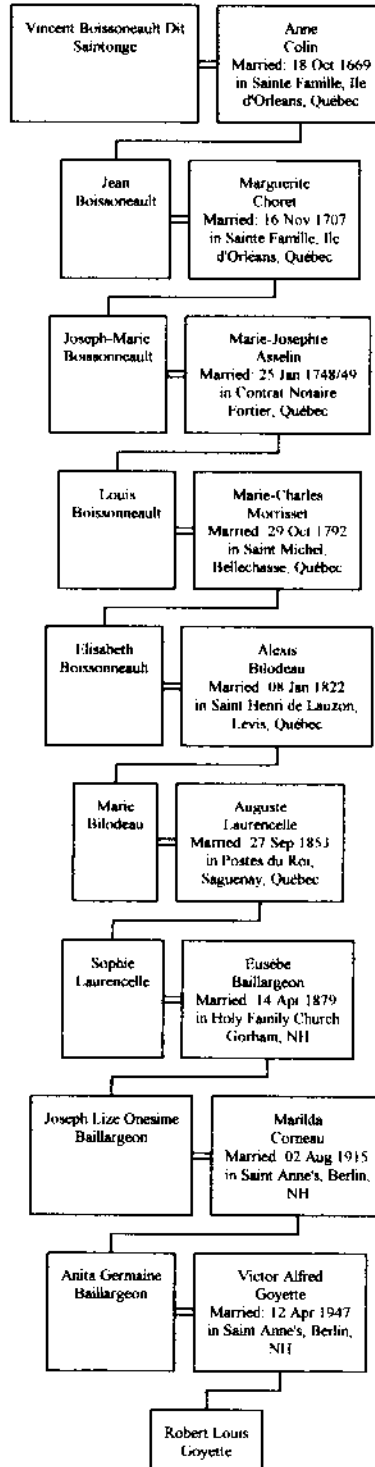 Vincent Boissoneault Dit
Saintonge
Anne
Colin
Married: 18 Oct 1669
in Sainte Famille, Ile
d'Orleans, Québec
Jean
Boissoneault
Marguerite
Choret
Married: 16 Nov 1707
in Sainte Famille, Ile
d'Orléans, Québec
Joseph-Marie
Boissonneault
Marie-Josephte
Asselin
Married: 25 Jan 1748/49
in Contrat Notaire
Fortier, Québec
Louis
Boissonneault
Marie-Charles
Morrisset
Married: 29 Oct 1792
in Saint Michel,
Bellechasse, Québec
Elisabeth
Boissonneault
Alexis
Bilodeau
Married: 08 Jan 1822
in Saint Henri de Lauzon,
Levis, Québec
Marie
Bilodeau
Auguste
Laurencelle
Married: 27 Sep 1853
in Postes du Roi,
Saguenay, Québec
Sophie
Laurencelle
Eusèbe
Baillargeon
Married: 14 Apr 1879
in Holy Family Church
Gorham, NH
Joseph Lize Onesime
Baillargeon
Marilda
Corneau
Married: 02 Aug 1915
in Saint Anne's, Berlin,
NH
Anita Germaine
Baillargeon
Victor Alfred
Goyette
Married: 12 Apr 1947
in Saint Anne's, Berlin,
NH
Robert Louis
Goyette